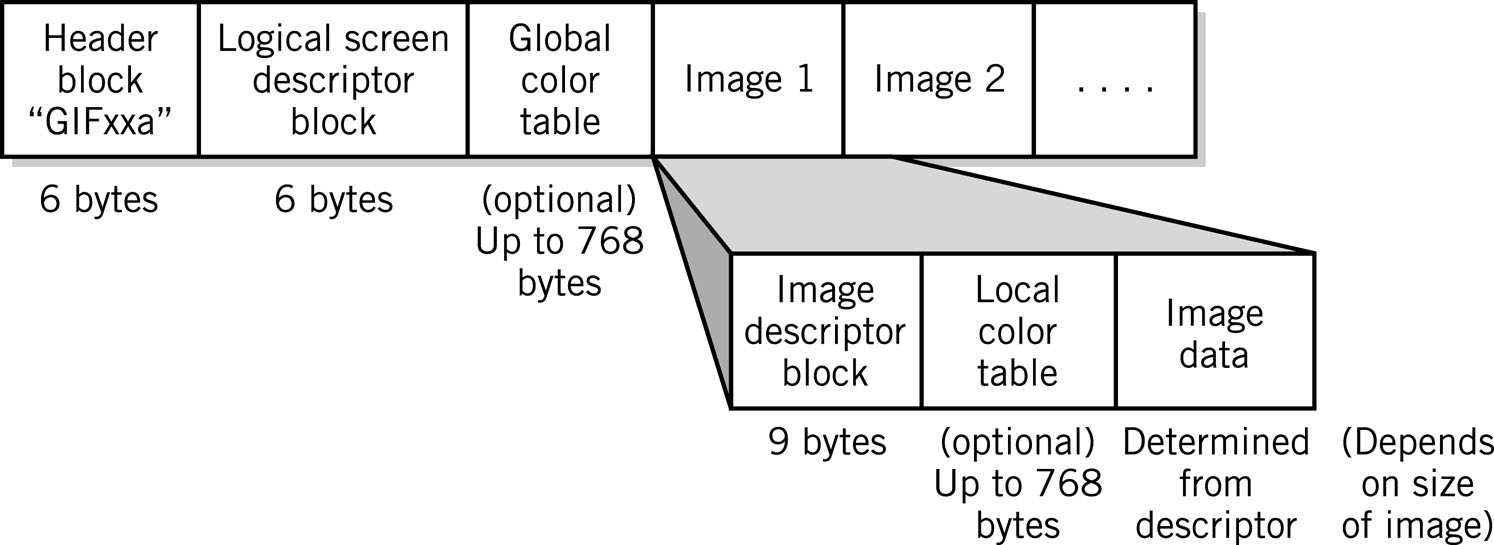 Header
block
“GIFxxa”
Logical screen
descriptor
block
Global
color
table
Image 1
Image 2
. . . .
6 bytes
6 bytes
(optional)
Up to 768
bytes
Image
descriptor
block
Local
color
table
Image
data
9 bytes
(optional)
Up to 768
bytes
Determined
from
descriptor
(Depends
on size
of image)